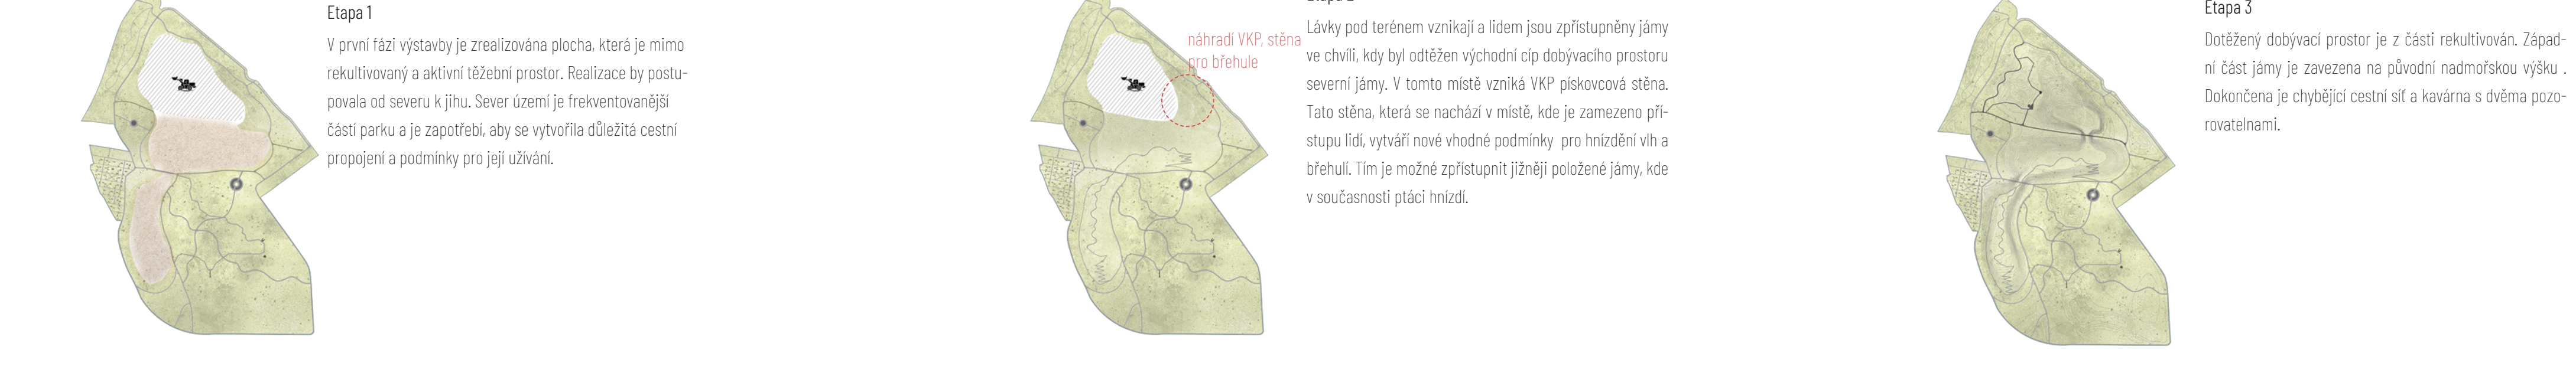 Etapa 1
V první fázi výstavby je zrealizována plocha, která je mimo
rekultivovaný a aktivní těžební prostor. Realizace by postu-
povala od severu k jihu. Sever území je frekventovanější
částí parku a je zapotřebí, aby se vytvořila důležitá cestní
propojení a podmínky pro její užívání.
náhradí VKP, stěna
pro břehule
Lávky pod terénem vznikají a lidem jsou zpřístupněny jámy
ve chvíli, kdy byl odtěžen východní cíp dobývacího prostoru
severní jámy. V tomto místě vzniká VKP pískovcová stěna.
Tato stěna, která se nachází v místě, kde je zamezeno pří-
stupu lidí, vytváří nové vhodné podmínky pro hnízdění vlh a
břehulí. Tím je možné zpřístupnit jižněji položené jámy, kde
v současnosti ptáci hnízdí.
Etapa 3
Dotěžený dobývací prostor je z části rekultivován. Západ-
ní část jámy je zavezena na původní nadmořskou výšku .
Dokončena je chybějící cestní síť a kavárna s dvěma pozo-
rovatelnami.